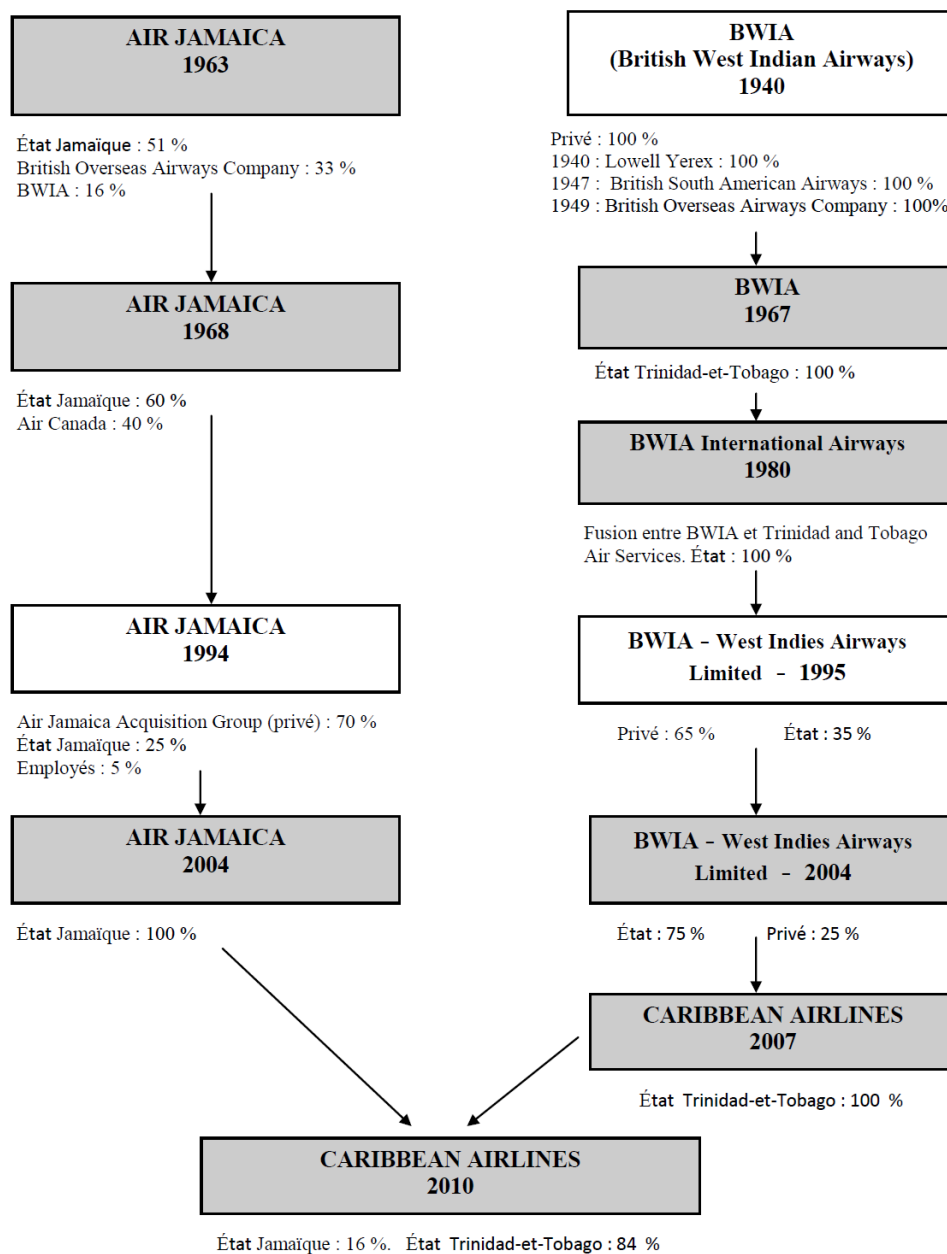 AIR JAMAICA
1963
État Jamaïque : 51 %
British Overseas Airways Company : 33 %
BWIA : 16 %
AIR JAMAICA
1968
État Jamaïque : 60 %
Air Canada : 40 %
AIR JAMAICA
1994
Air Jamaica Acquisition Group (privé) : 70 %
État Jamaïque : 25 %
Employés : 5 %
AIR JAMAICA
2004
État Jamaïque : 100 %
BWIA
(British West Indian Airways)
1940
Privé : 100 %
1940 : Lowell Yerex : 100 %
1947 :  British South American Airways : 100 %
1949 : British Overseas Airways Company : 100%
BWIA
1967
État Trinidad-et-Tobago : 100 %
BWIA International Airways
1980
Fusion entre BWIA et Trinidad and Tobago
Air Services. État : 100 %
BWIA - West Indies Airways
Limited - 1995
Privé : 65 % État : 35 %
BWIA - West Indies Airways
Limited - 2004
État : 75 % Privé : 25 %
CARIBBEAN AIRLINES
2007
État Trinidad-et-Tobago : 100 %
CARIBBEAN AIRLINES
2010
État Jamaïque : 16 %. État Trinidad-et-Tobago : 84 %